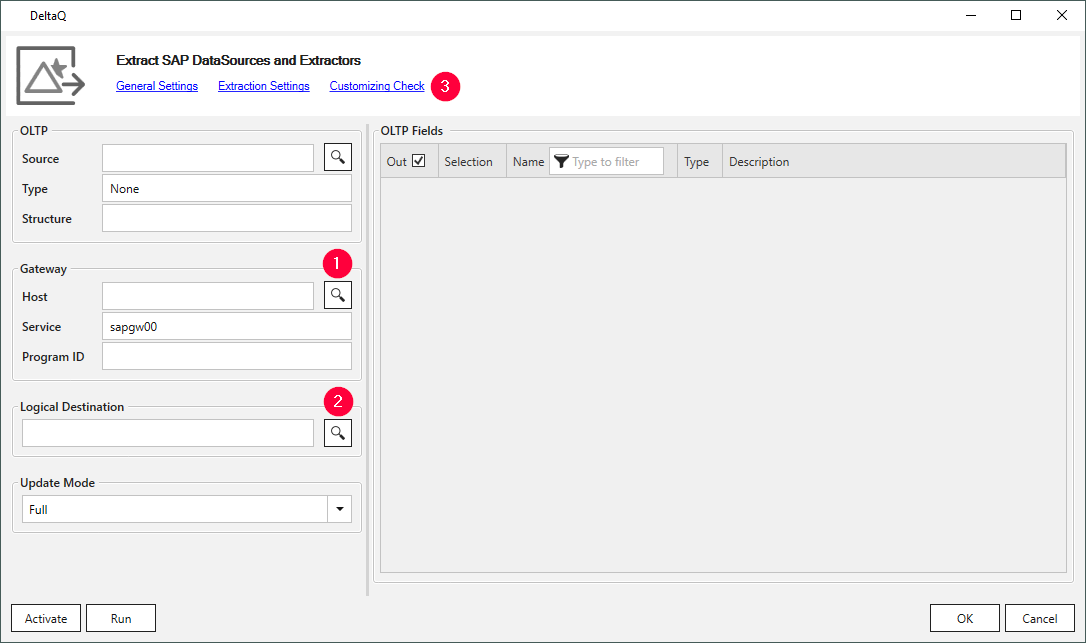 DeltaQ
Extract SAP DataSources and Extractors
General Settings Extraction Settings Customizing Check 3
OLTP
Source
Type None
Structure
Gateway 1
Host
Service sapgw00
Program ID
Logical Destination 2
Update Mode
Full
OLTP Fields
Out Selection Name Type to filter Type Description
Activate Run OK Cancel